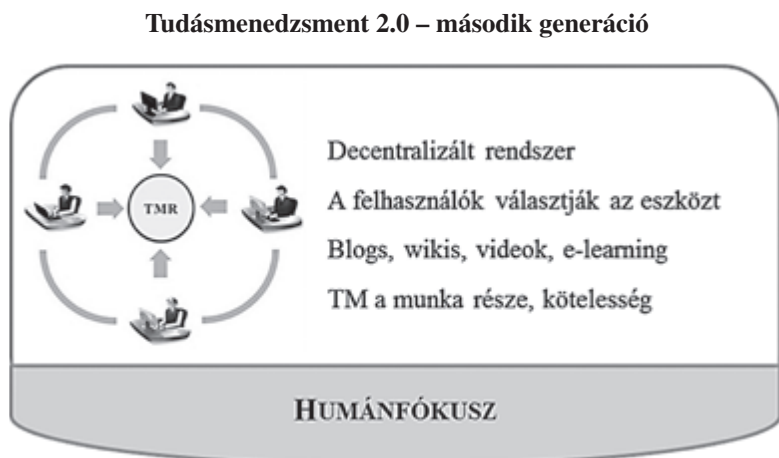 Tudásmenedzsment 2.0 – második generáció
TMR
Decentralizált rendszer
A felhasználók választják az eszközt
Blogs, wikis, videok, e-learning
TM a munka része, kötelesség
HUMÁNFÓKUSZ